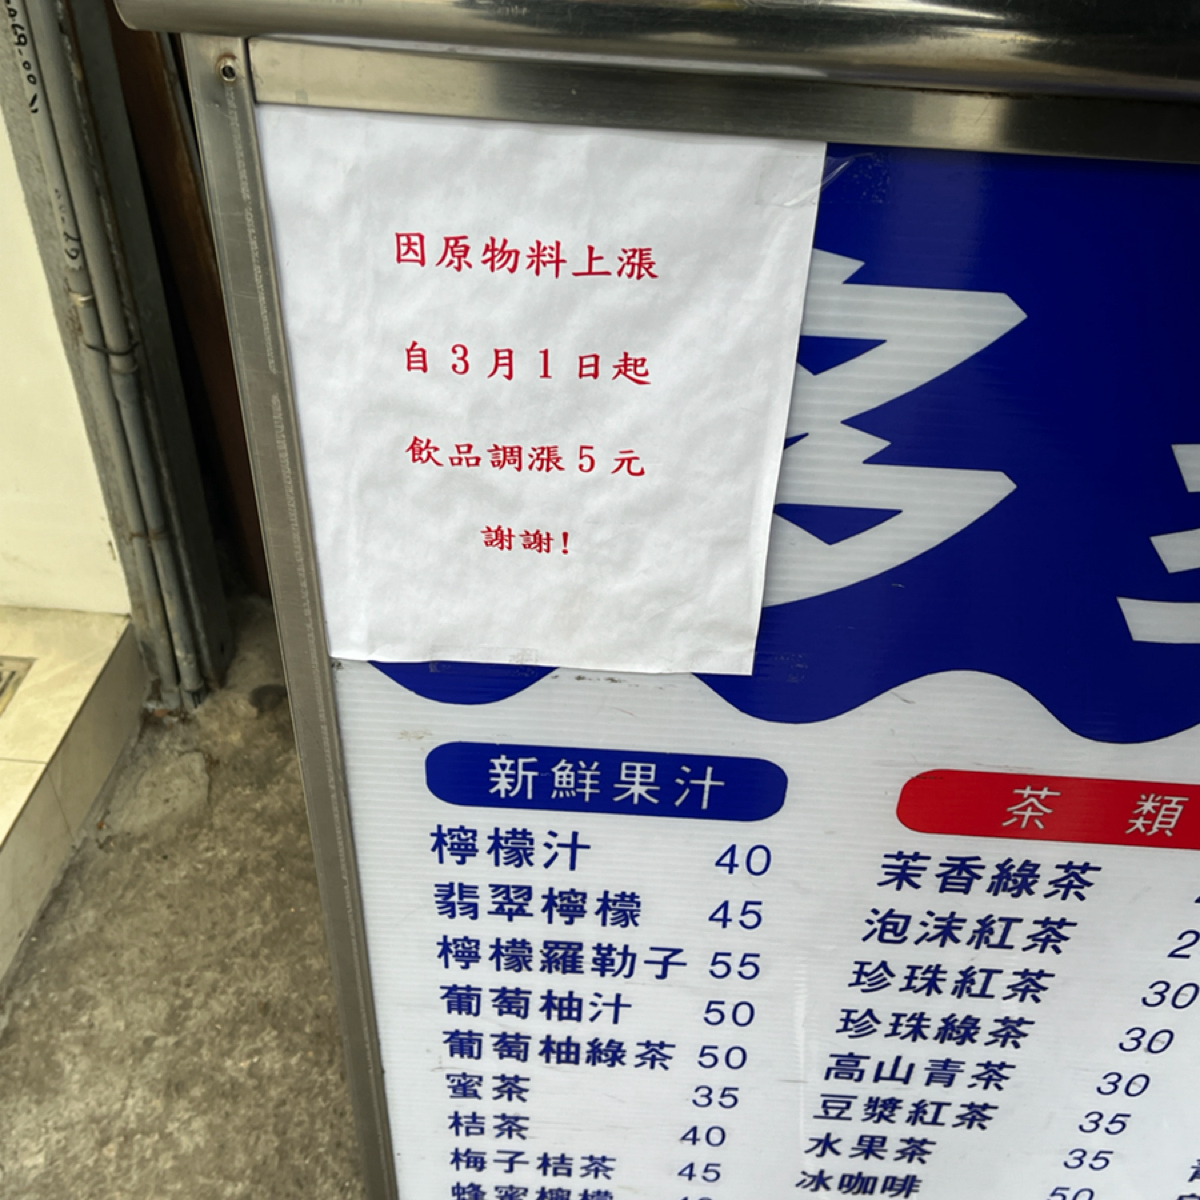 因原物料上漲
自3月1日起
飲品調漲5元
謝謝!
新鮮果汁
檸檬汁 40
翡翠檸檬 45
檸檬羅勒子 55
葡萄柚汁 50
葡萄柚綠茶 50
蜜茶 35
桔茶 40
梅子桔茶 45
蜂蜜檸檬
茶類
茉香綠茶
泡沫紅茶
珍珠紅茶 30
珍珠綠茶 30
高山青茶 30
豆漿紅茶 35
水果茶 35
冰咖啡 50